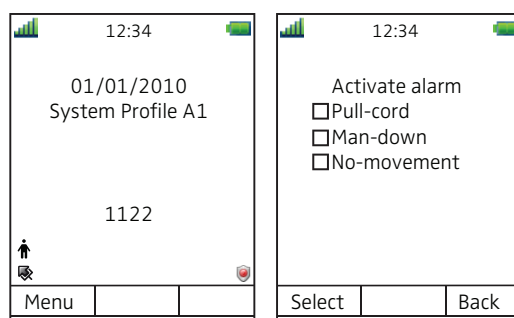 12:34
01/01/2010
System Profile A1
1122
Menu
12:34
Activate alarm
Pull-cord
Man-down
No-movement
Select Back